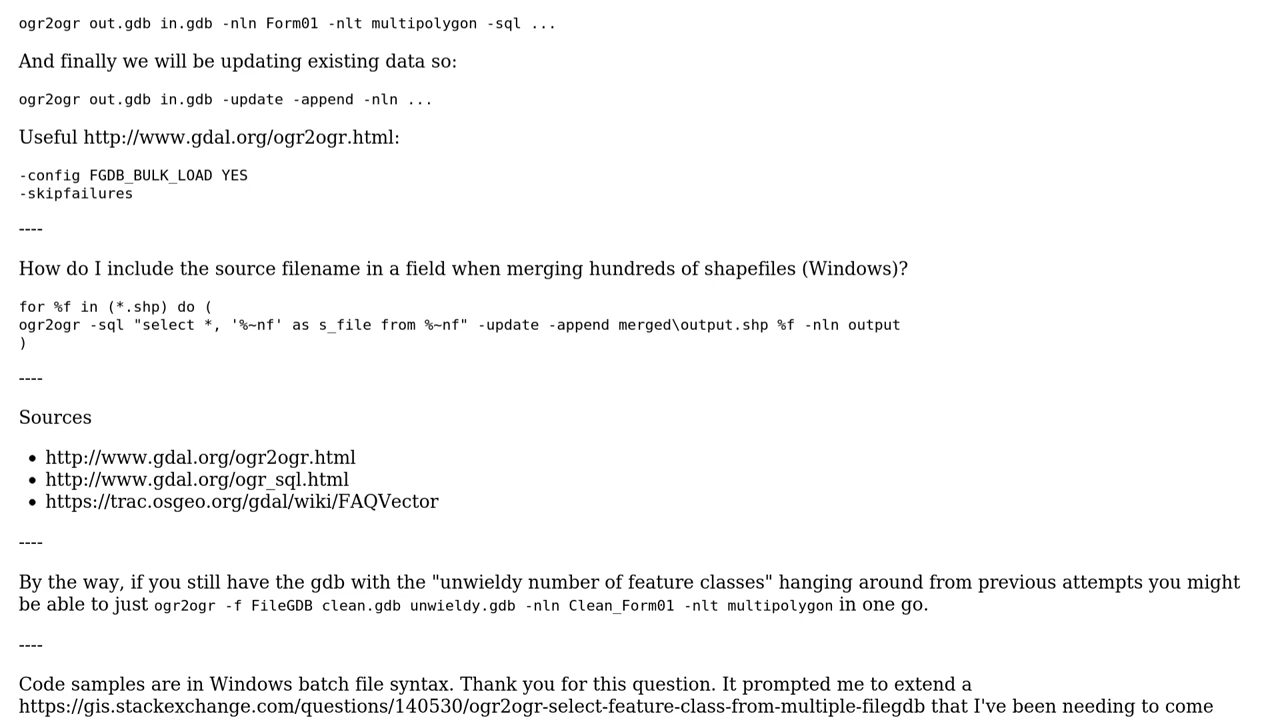 ogr2ogr out.gdb in.gdb -nln Form01 -nlt multipolygon -sql ...
And finally we will be updating existing data so:
ogr2ogr out.gdb in.gdb -update -append -nln ...
Useful http://www.gdal.org/ogr2ogr.html:
-config FGDB_BULK_LOAD YES
-skipfailures
----
How do I include the source filename in a field when merging hundreds of shapefiles (Windows)?
for %f in (*.shp) do (
ogr2ogr -sql "select *, '%~nf' as s_file from %~nf" -update -append merged\output.shp %f -nln output
)
----
Sources
• http://www.gdal.org/ogr2ogr.html
• http://www.gdal.org/ogr_sql.html
• https://trac.osgeo.org/gdal/wiki/FAQVector
----
By the way, if you still have the gdb with the "unwieldy number of feature classes" hanging around from previous attempts you might
be able to just ogr2ogr -f FileGDB clean.gdb unwieldy.gdb -nln Clean_Form01 -nlt multipolygon in one go.
----
Code samples are in Windows batch file syntax. Thank you for this question. It prompted me to extend a
https://gis.stackexchange.com/questions/140530/ogr2ogr-select-feature-class-from-multiple-filegdb that I've been needing to come